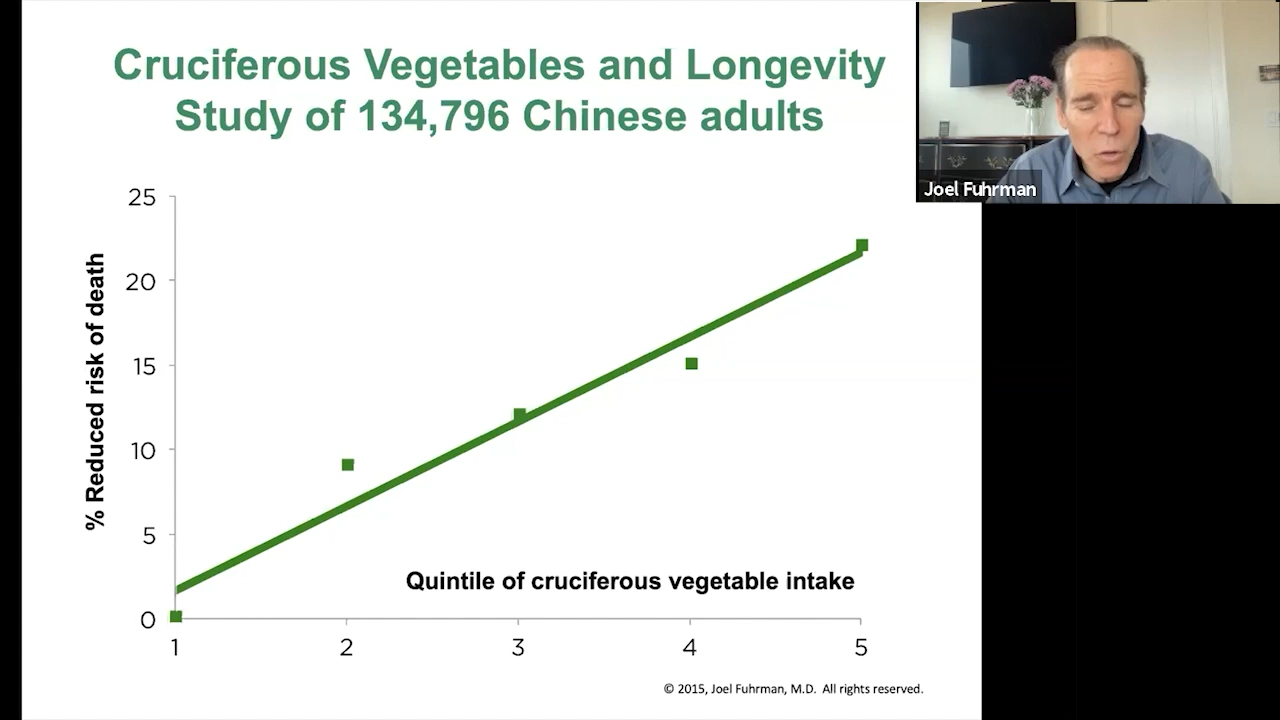 Cruciferous Vegetables and Longevity
Study of 134,796 Chinese adults
Joel Fuhrman
% Reduced risk of death
25
20
15
10
5
0
Quintile of cruciferous vegetable intake
1
2
3
4
5
© 2015, Joel Fuhrman, M.D. All rights reserved.